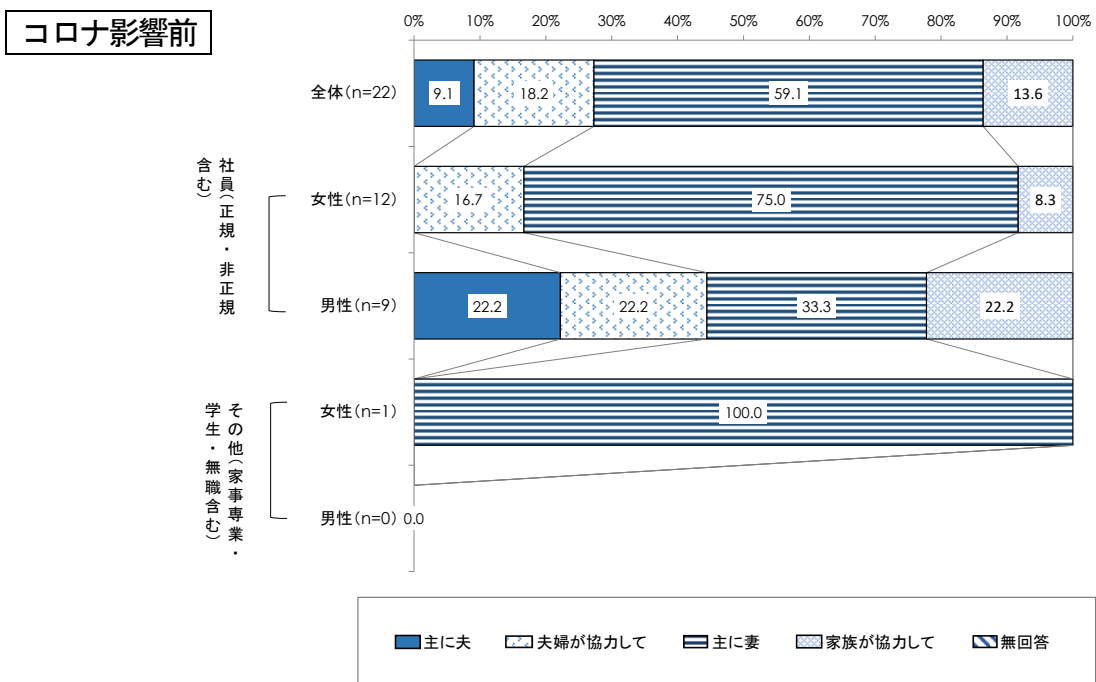 コロナ影響前
0% 10% 20% 30% 40% 50% 60% 70% 80% 90% 100%
全体(n=22) 9.1 18.2 59.1 13.6
社員(正規・非正規
含む)
女性(n=12) 16.7 75.0 8.3
男性(n=9) 22.2 22.2 33.3 22.2
その他(家事専業・
学生・無職含む)
女性(n=1) 100.0
男性(n=0) 0.0
主に夫 夫婦が協力して 主に妻 家族が協力して 無回答